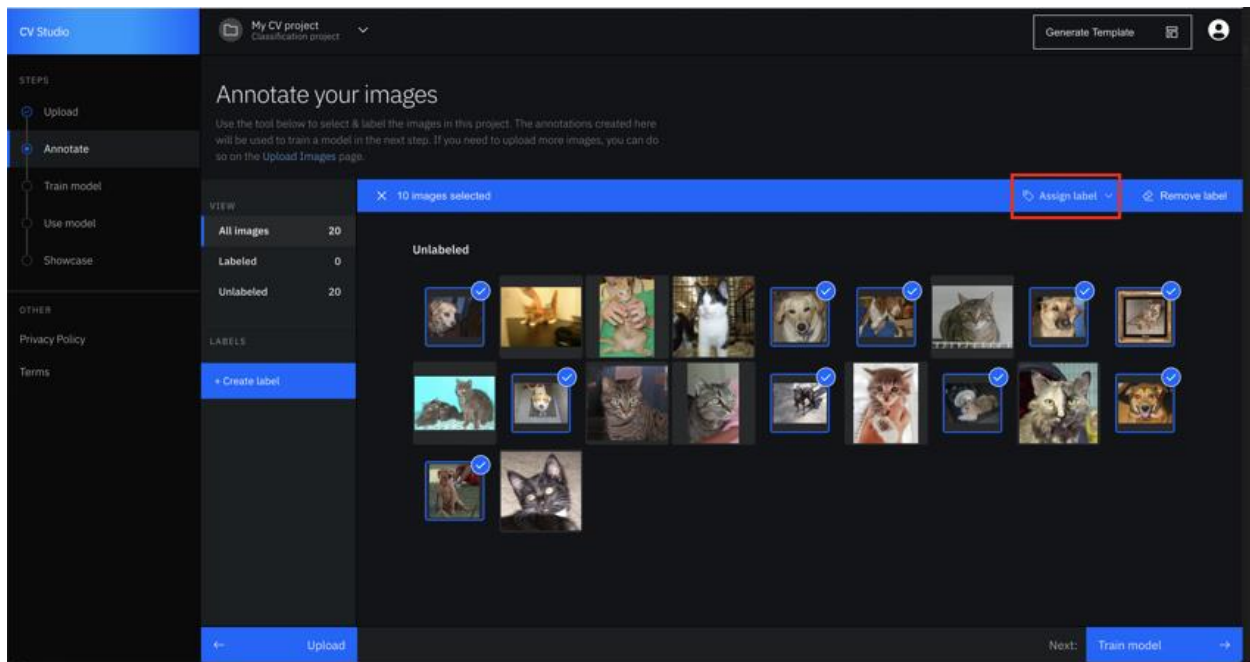 CV Studio
My CV project
Classification project
Generate Template
STEPS
Upload
Annotate
Train model
Use model
Showcase
OTHER
Privacy Policy
Terms
Annotate your images
Use the tool below to select & label the images in this project. The annotations created here
will be used to train a model in the next step. If you need to upload more images, you can do
so on the Upload Images page.
VIEW
All images 20
Labeled 0
Unlabeled 20
LABELS
+ Create label
10 images selected
Assign label
Remove label
Unlabeled
Upload
Next:
Train model